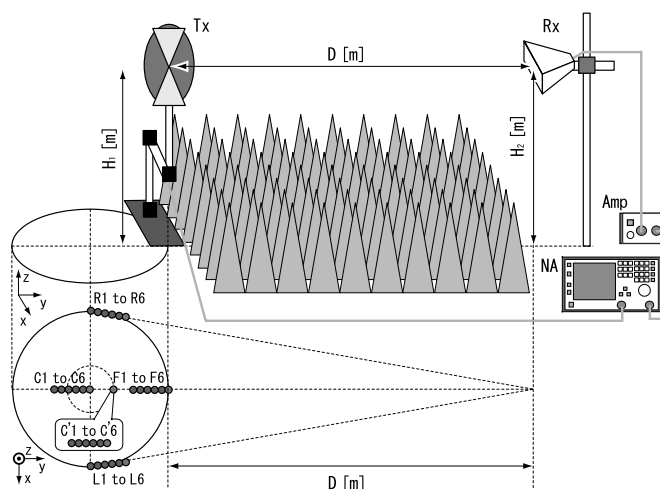 Tx
Rx
D [m]
H₁ [m]
H₂ [m]
Amp
NA
z
y
x
R1 to R6
C1 to C6
F1 to F6
C'1 to C'6
L1 to L6
z
y
x
D [m]